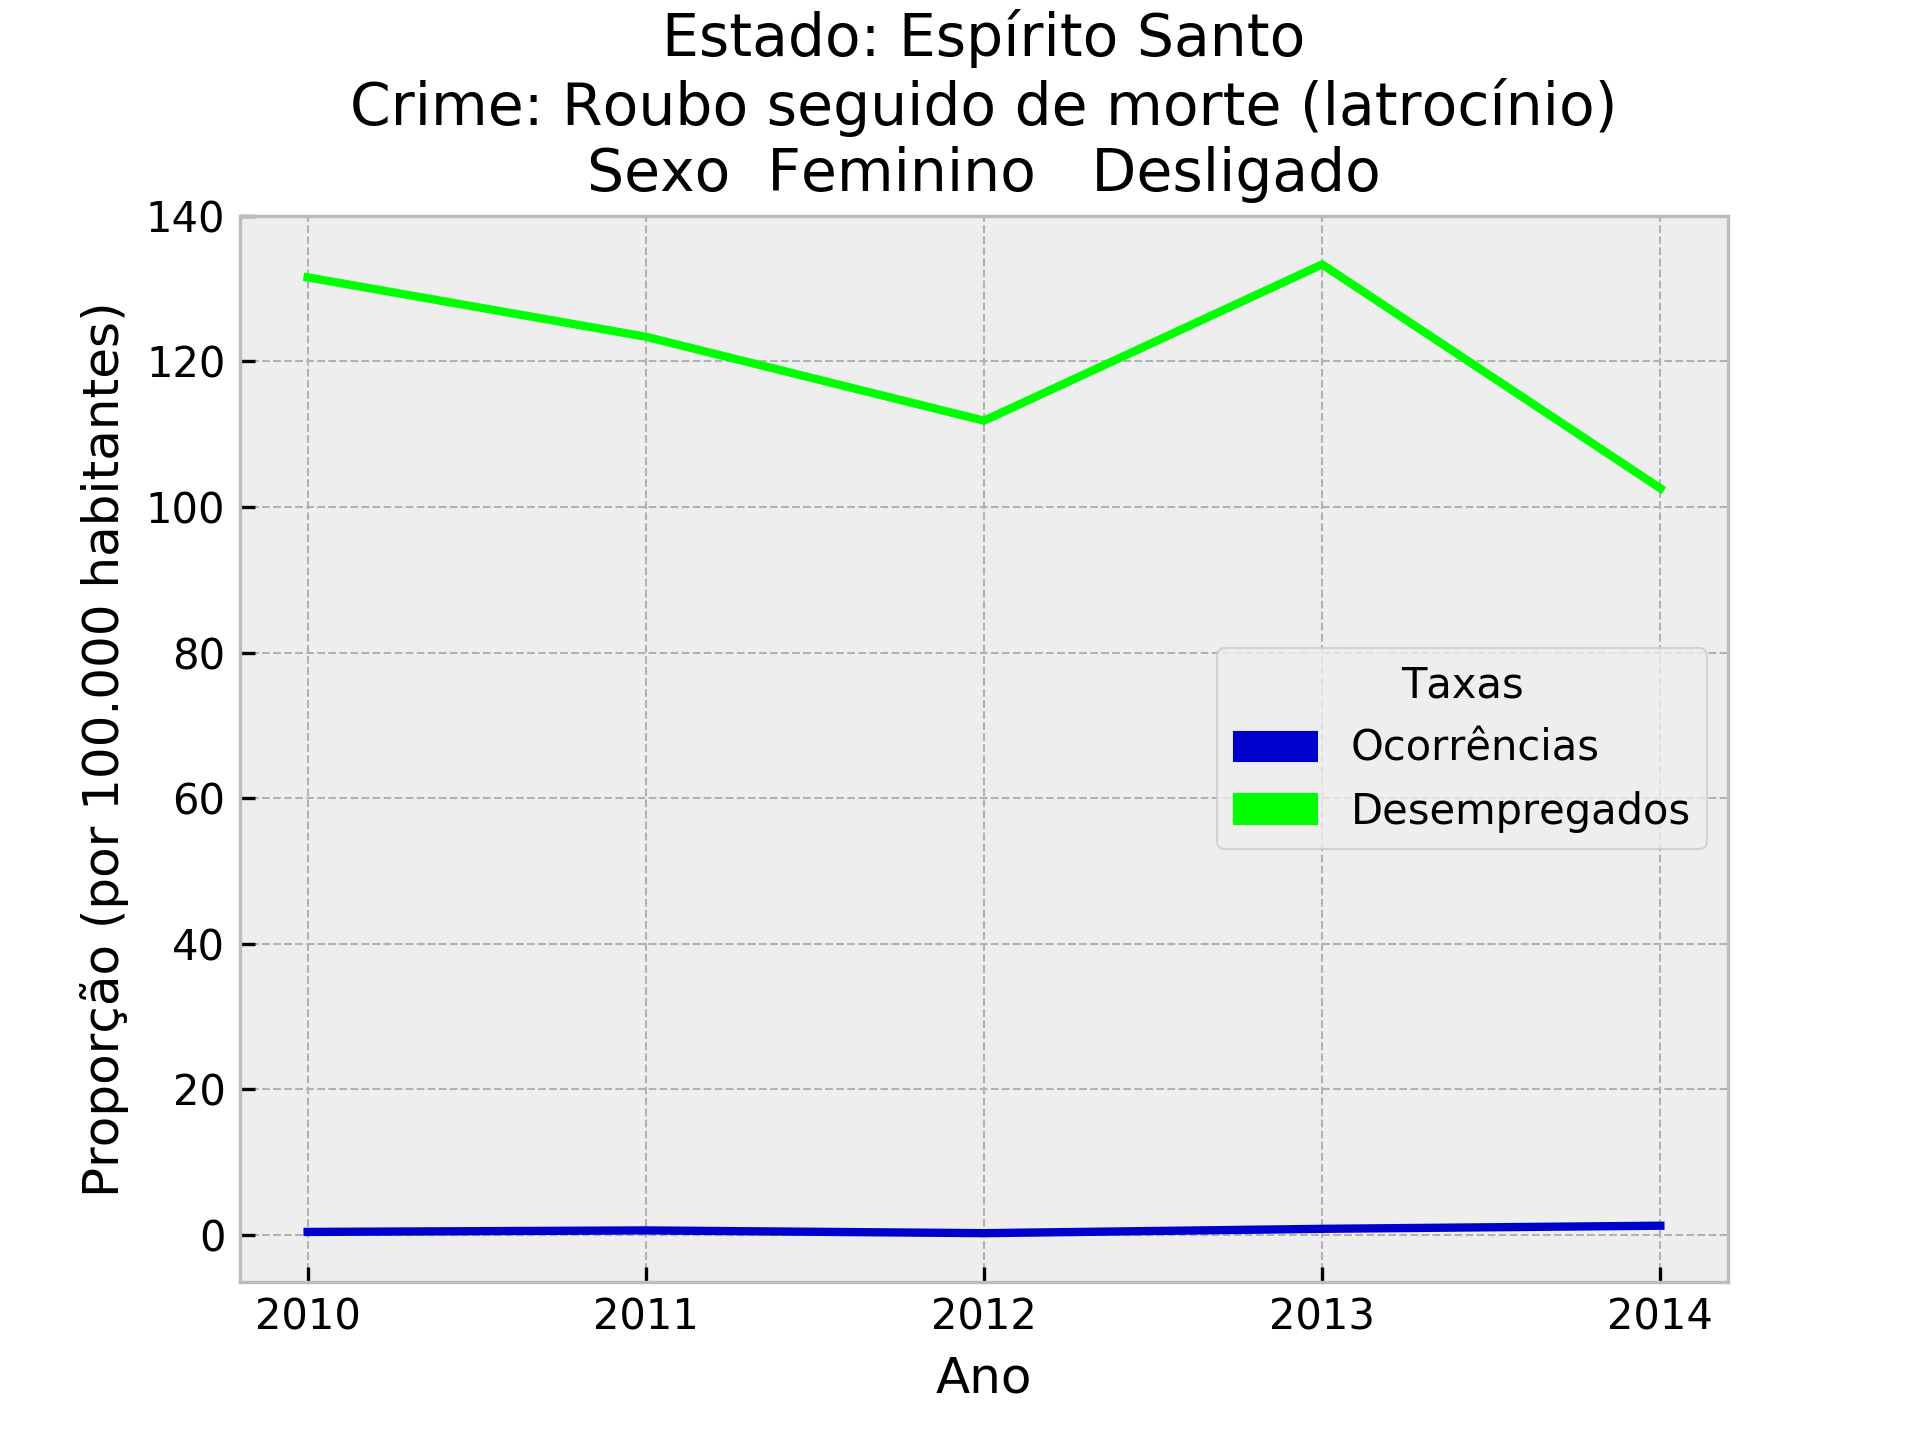 Estado: Espírito Santo
Crime: Roubo seguido de morte (latrocínio)
Sexo  Feminino   Desligado
Proporção (por 100.000 habitantes)
140
120
100
80
60
40
20
0
Taxas
Ocorrências
Desempregados
2010 2011 2012 2013 2014
Ano